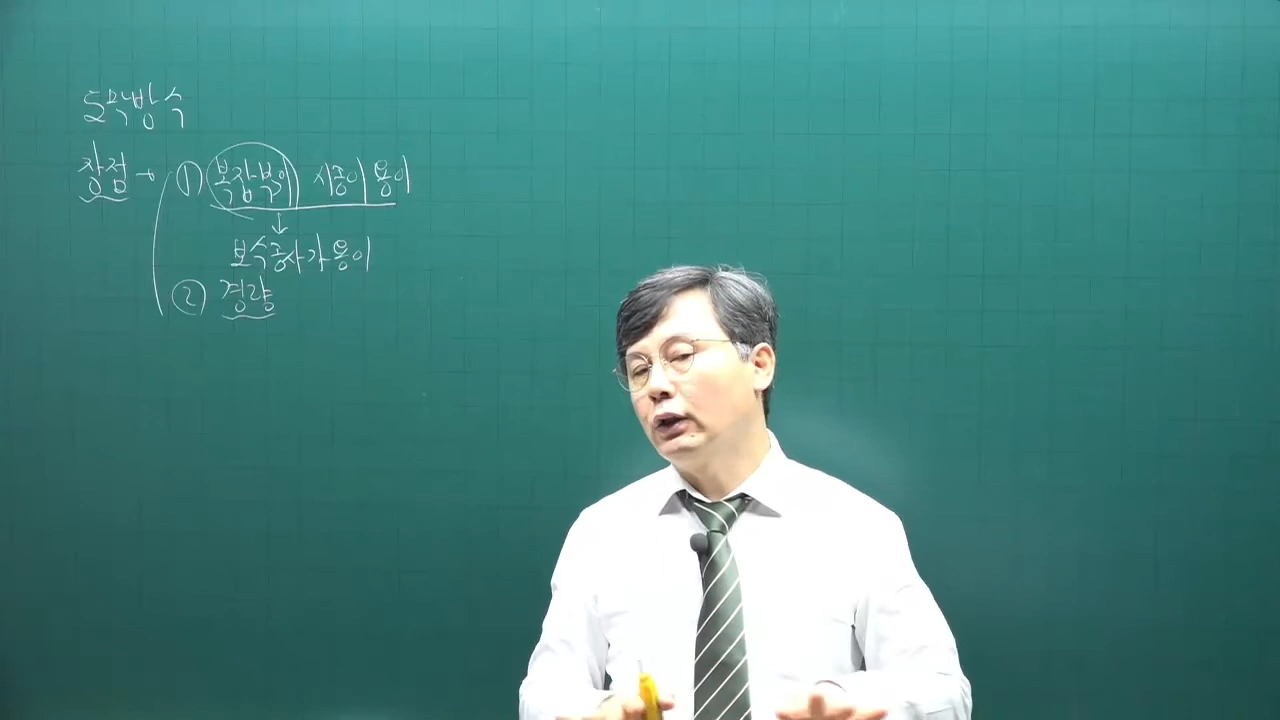 도막방수
장점 → ① 복잡부위 시공이 용이
↓
보수공사가 용이
② 경량